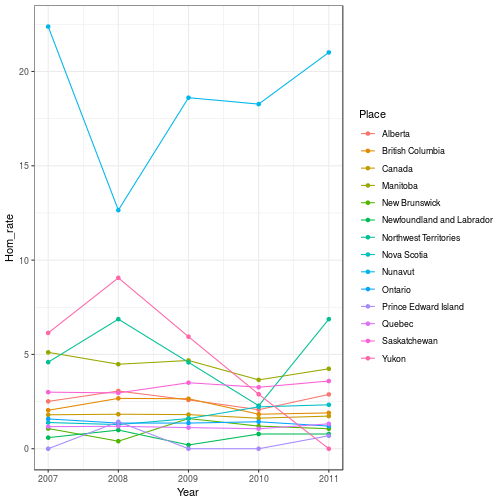 20
15
10
5
0
Hom_rate
2007 2008 2009 2010 2011
Year
Place
Alberta
British Columbia
Canada
Manitoba
New Brunswick
Newfoundland and Labrador
Northwest Territories
Nova Scotia
Nunavut
Ontario
Prince Edward Island
Quebec
Saskatchewan
Yukon